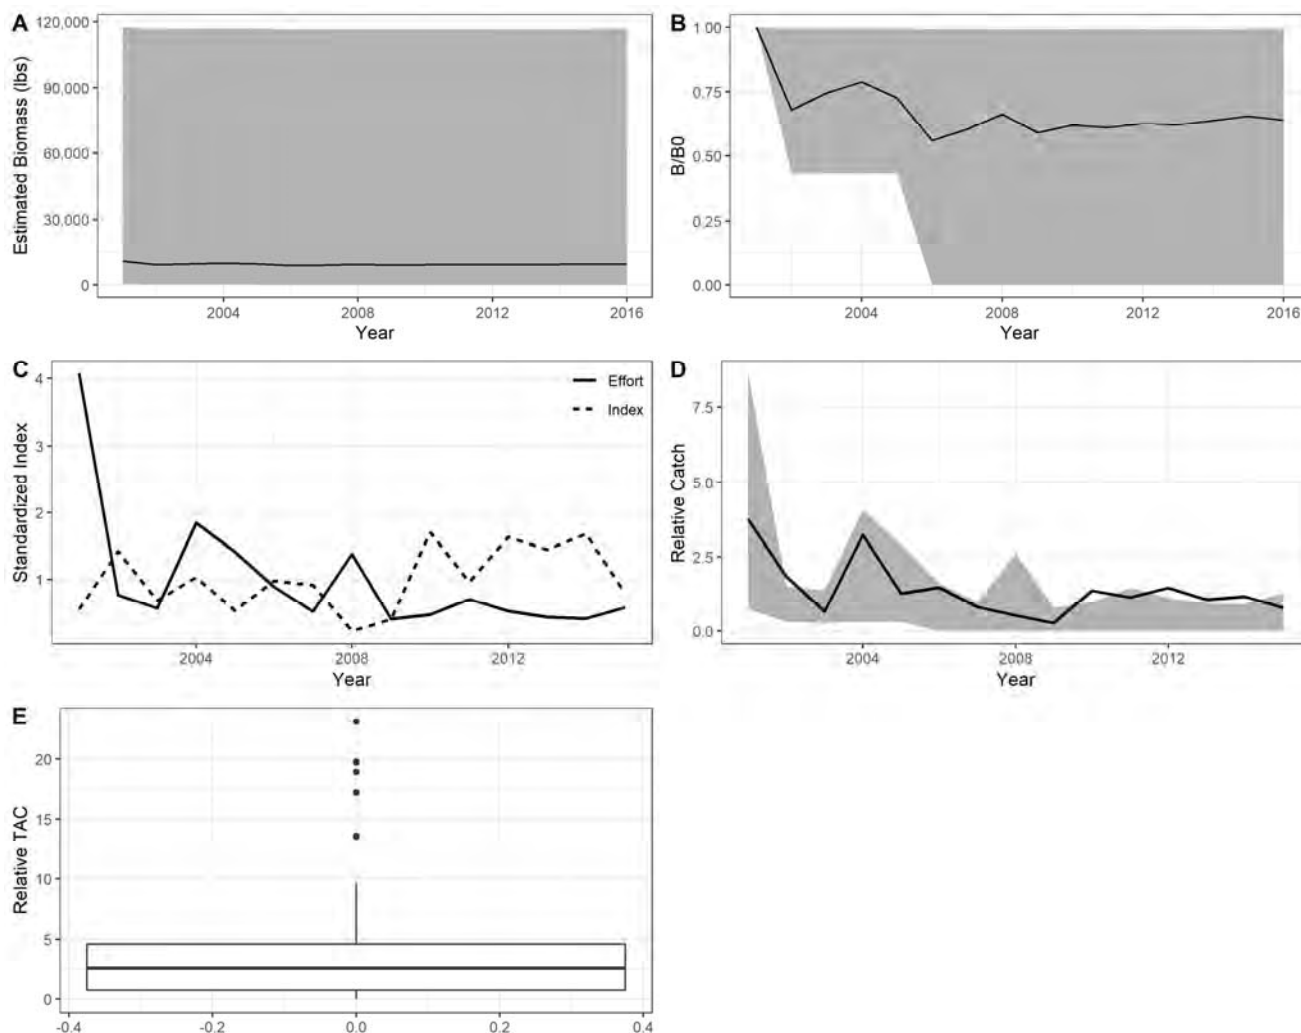 A
Estimated Biomass (lbs)
120,000
90,000
60,000
30,000
0
2004
2008
2012
2016
Year
B
B/B0
1.00
0.75
0.50
0.25
0.00
2004
2008
2012
2016
Year
C
Standardized Index
4
3
2
1
Effort
Index
2004
2008
2012
Year
D
Relative Catch
7.5
5.0
2.5
0.0
2004
2008
2012
Year
E
Relative TAC
20
15
10
5
0
-0.4
-0.2
0.0
0.2
0.4